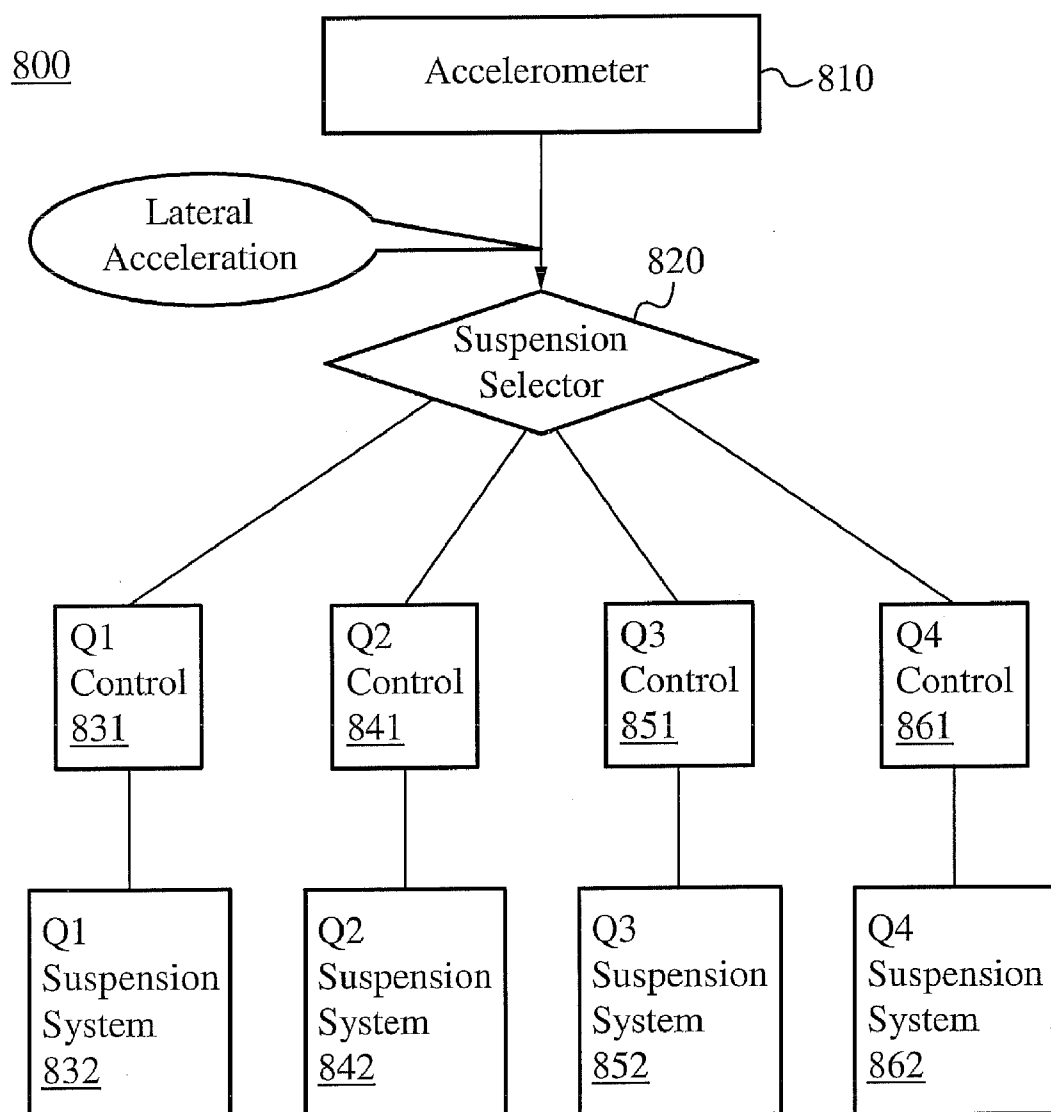 800
Accelerometer
810
Lateral
Acceleration
820
Suspension
Selector
Q1
Control
831
Q2
Control
841
Q3
Control
851
Q4
Control
861
Q1
Suspension
System
832
Q2
Suspension
System
842
Q3
Suspension
System
852
Q4
Suspension
System
862